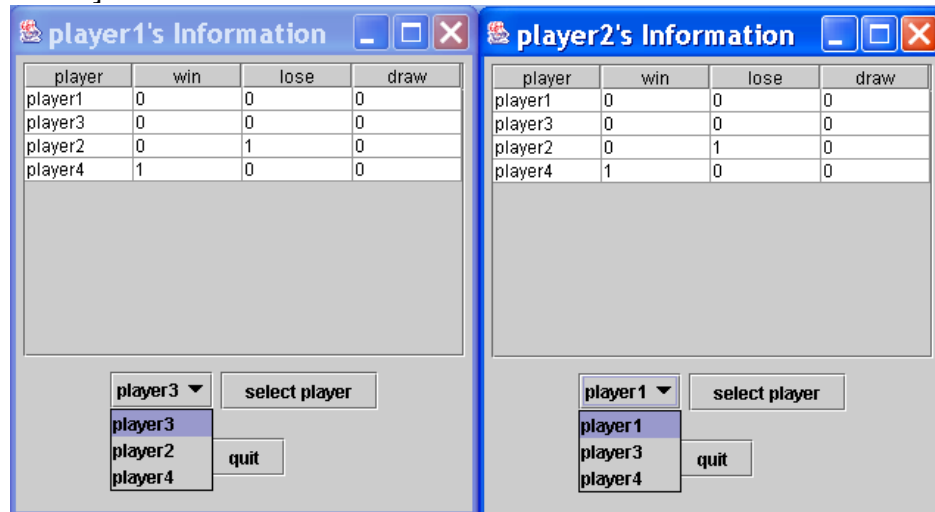 player1's Information
player win lose draw
player1 0 0 0
player3 0 0 0
player2 0 1 0
player4 1 0 0
player3 select player
player3
player2
player4
quit
player2's Information
player win lose draw
player1 0 0 0
player3 0 0 0
player2 0 1 0
player4 1 0 0
player1 select player
player1
player3
player4
quit